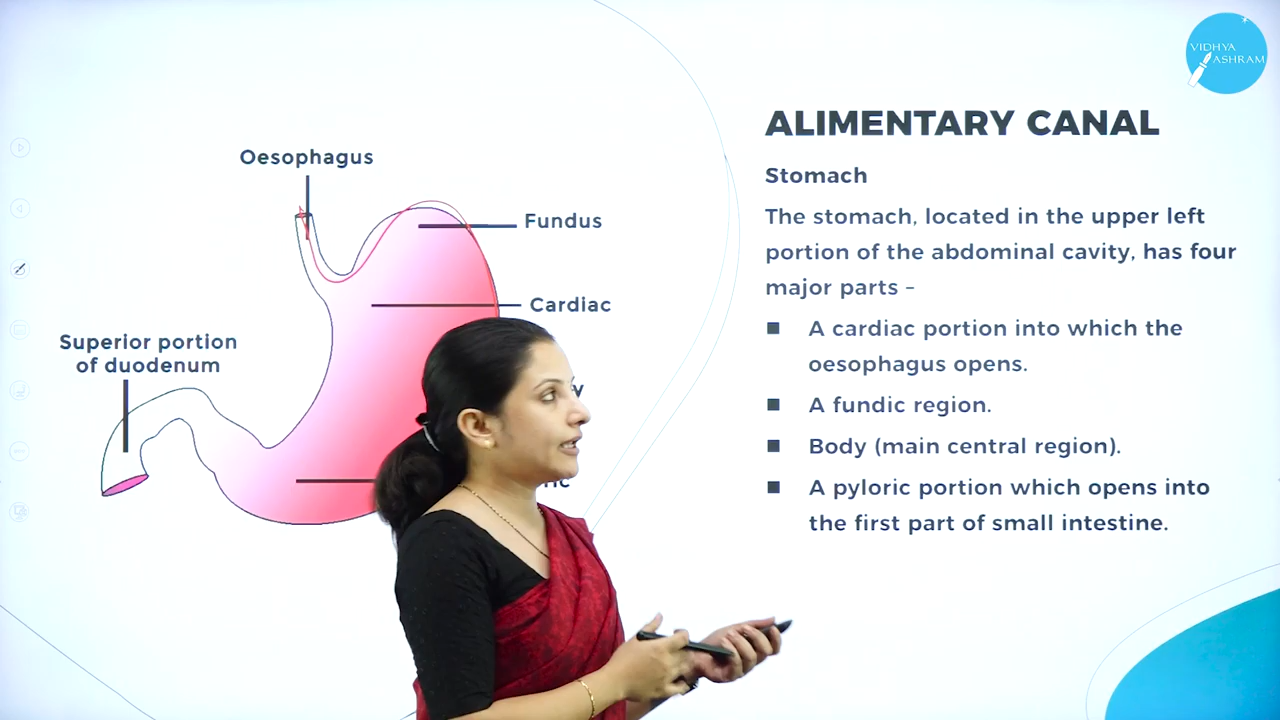 VIDHYA
ASHRAM
ALIMENTARY CANAL
Stomach
The stomach, located in the upper left
portion of the abdominal cavity, has four
major parts –
■ A cardiac portion into which the
oesophagus opens.
■ A fundic region.
■ Body (main central region).
■ A pyloric portion which opens into
the first part of small intestine.
Oesophagus
Fundus
Cardiac
Superior portion
of duodenum